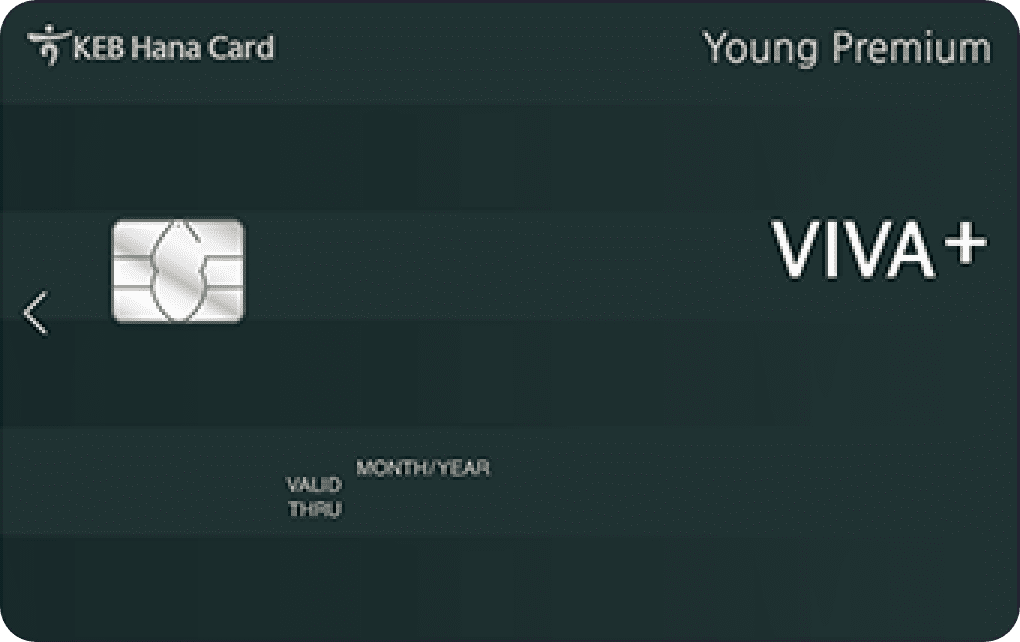 KEB Hana Card
Young Premium
VIVA+
MONTH/YEAR
VALID
THRU